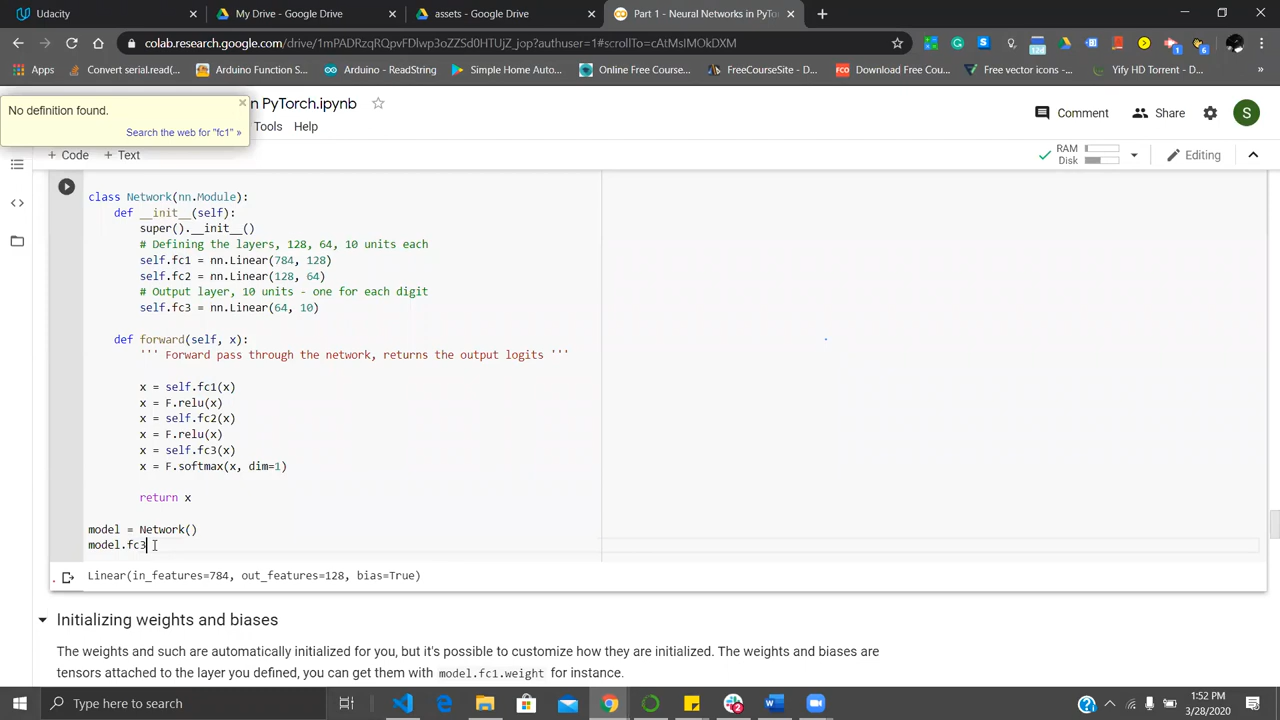 Udacity
My Drive - Google Drive
assets - Google Drive
Part 1 - Neural Networks in PyTor
colab.research.google.com/drive/1mPADRzqRQpvFDlwp3oZZSd0HTUjZ_jop?authuser=1#scrollTo=cAtMsIMOkDXM
Apps
Convert serial.read(...
Arduino Function S...
Arduino - ReadString
Simple Home Auto...
Online Free Course...
FreeCourseSite - Do...
Download Free Cour...
Free vector icons -...
Yify HD Torrent - D...
No definition found.
Search the web for "fc1" »
n PyTorch.ipynb
Comment
Share
S
Tools Help
+ Code + Text
RAM
Disk
Editing
class Network(nn.Module):
def __init__(self):
super().__init__()
# Defining the layers, 128, 64, 10 units each
self.fc1 = nn.Linear(784, 128)
self.fc2 = nn.Linear(128, 64)
# Output layer, 10 units - one for each digit
self.fc3 = nn.Linear(64, 10)
def forward(self, x):
''' Forward pass through the network, returns the output logits '''
x = self.fc1(x)
x = F.relu(x)
x = self.fc2(x)
x = F.relu(x)
x = self.fc3(x)
x = F.softmax(x, dim=1)
return x
model = Network()
model.fc3
Linear(in_features=784, out_features=128, bias=True)
Initializing weights and biases
The weights and such are automatically initialized for you, but it's possible to customize how they are initialized. The weights and biases are
tensors attached to the layer you defined, you can get them with model.fc1.weight for instance.
Type here to search
1:52 PM
3/28/2020